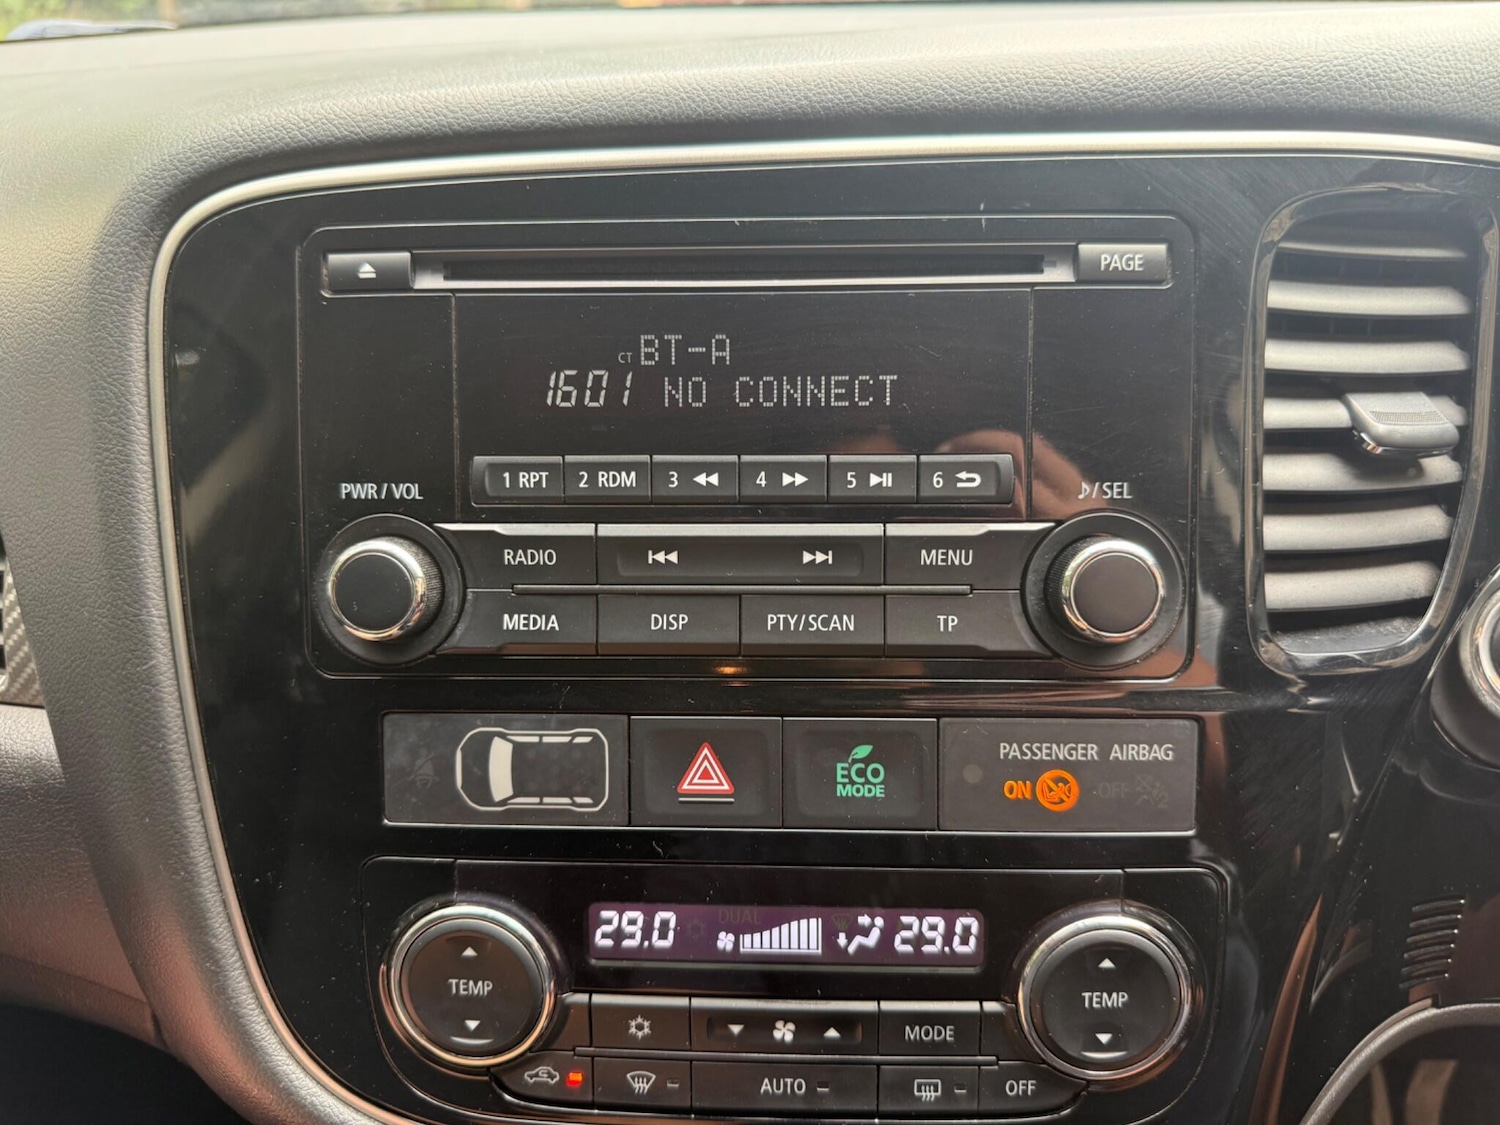 PAGE
CT BT-A
1601 NO CONNECT
1 RPT 2 RDM 3 4 5 6
PWR/VOL
/SEL
RADIO MENU
MEDIA DISP PTY/SCAN TP
ECO
MODE
PASSENGER AIRBAG
ON OFF 2
DUAL
29.0 29.0
TEMP
TEMP
MODE
AUTO OFF